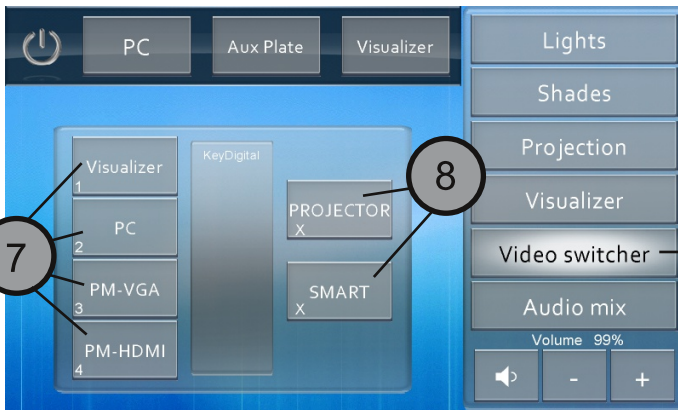 PC
Aux Plate
Visualizer
Lights
Shades
Projection
Visualizer
Video switcher
Audio mix
Volume 99%
-
+
Visualizer
1
PC
2
PM-VGA
3
PM-HDMI
4
KeyDigital
PROJECTOR
X
SMART
X
7
8